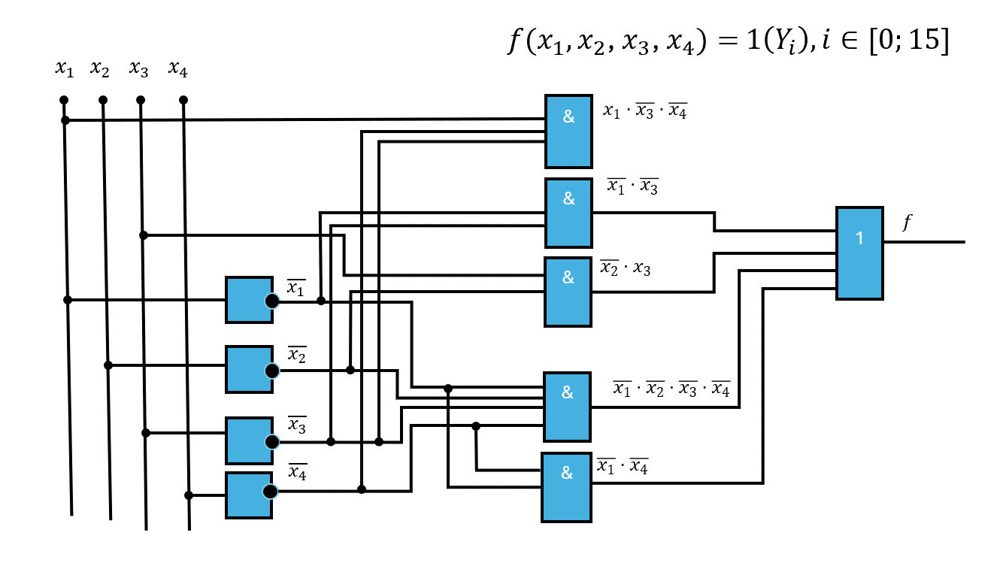 f(x₁, x₂, x₃, x₄) = 1(Yᵢ), i ∈ [0; 15]
x₁ x₂ x₃ x₄
& x₁ · x̅₃ · x̅₄
& x̅₁ · x̅₃
1 f
& x̅₂ · x₃
x̅₁
x̅₂
& x̅₁ · x̅₂ · x̅₃ · x̅₄
x̅₃
x̅₄
& x̅₁ · x̅₄